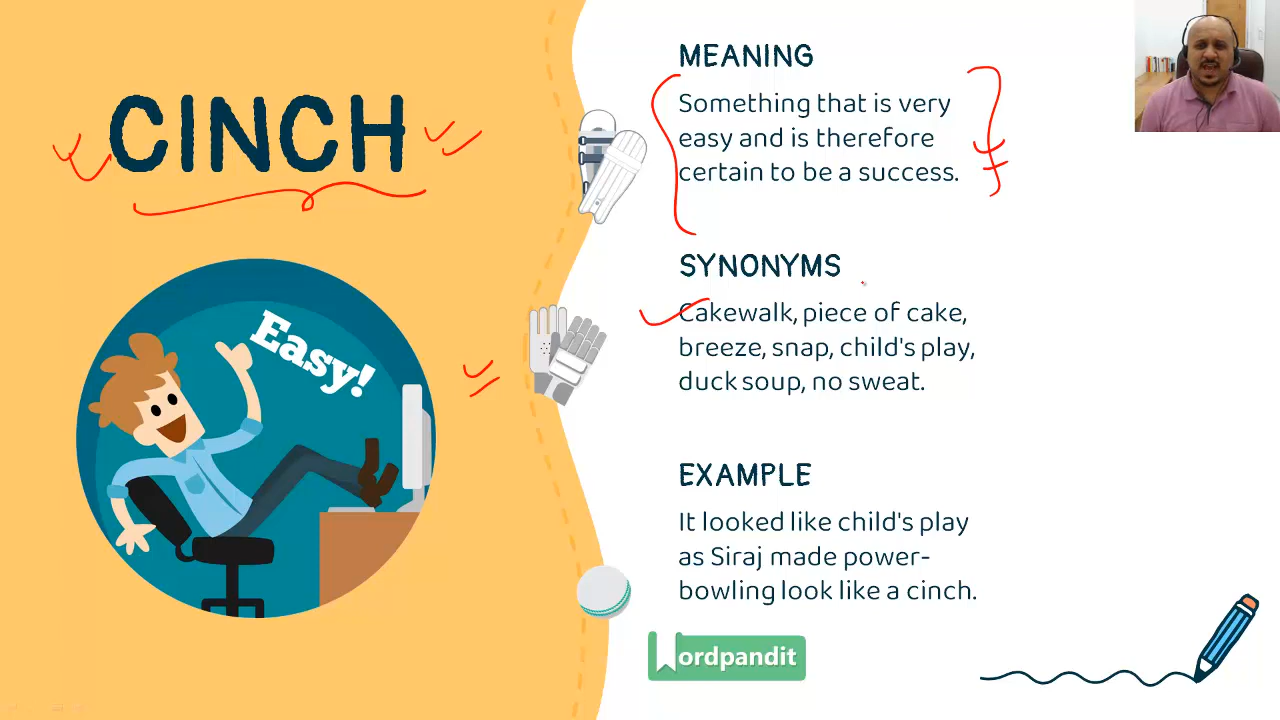 CINCH
Easy!
MEANING
Something that is very
easy and is therefore
certain to be a success.
SYNONYMS
Cakewalk, piece of cake,
breeze, snap, child's play,
duck soup, no sweat.
EXAMPLE
It looked like child's play
as Siraj made power-
bowling look like a cinch.
Wordpandit